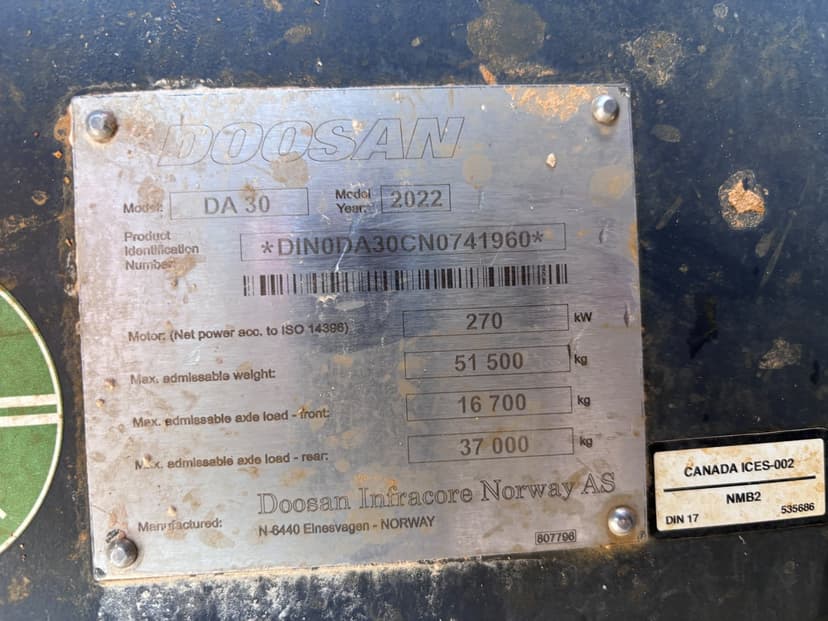 DOOSAN
Model: DA 30 Model Year: 2022
Product Identification Number: *DIN0DA30CN0741960*
Motor: (Net power acc. to ISO 14396) 270 kW
Max. admissable weight: 51 500 kg
Max. admissable axle load - front: 16 700 kg
Max. admissable axle load - rear: 37 000 kg
Doosan Infracore Norway AS
Manufactured: N-6440 Elnesvagen - NORWAY
807796
CANADA ICES-002
NMB2
DIN 17 535686